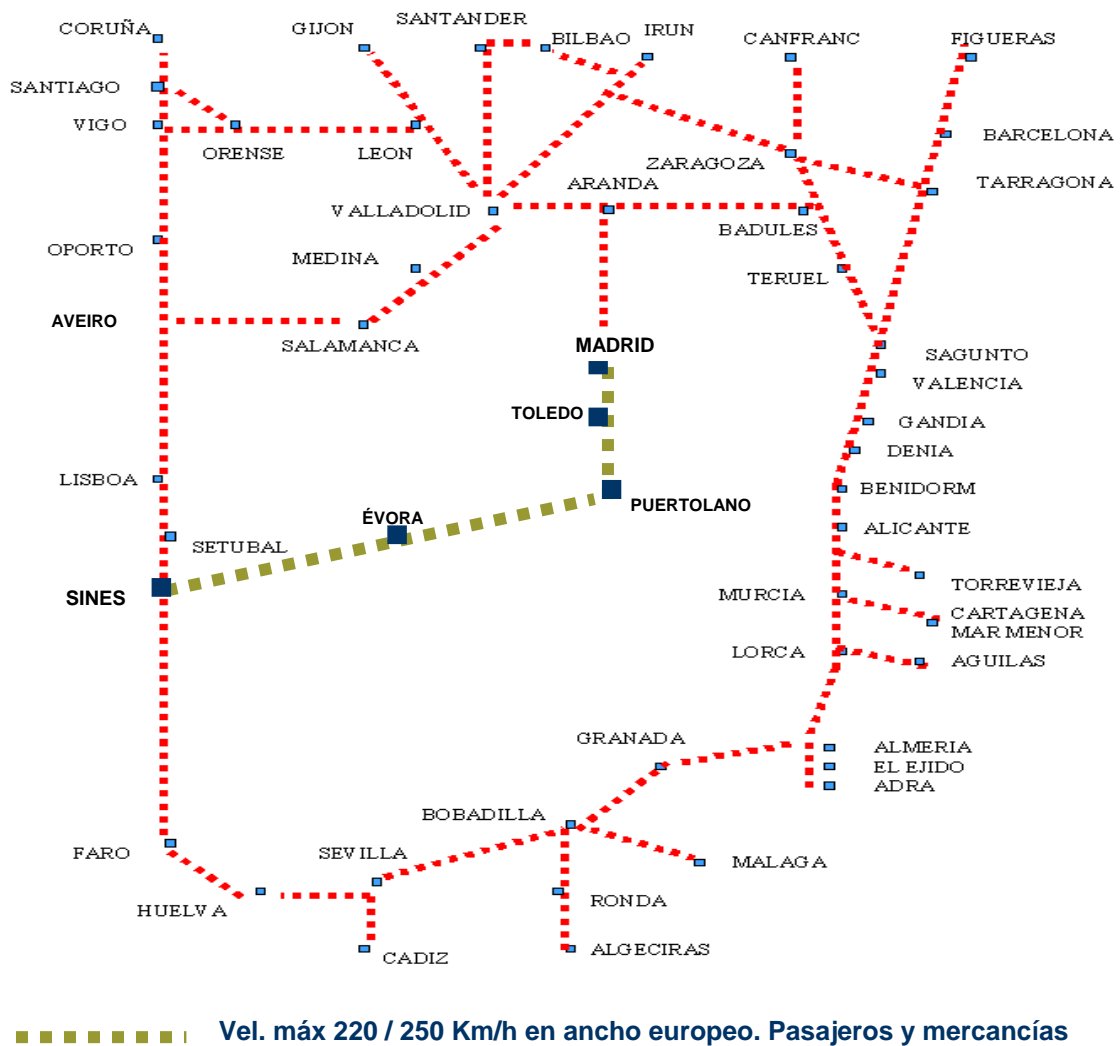 CORUÑA
GIJON
SANTANDER
BILBAO
IRUN
CANFRANC
FIGUERAS
SANTIAGO
VIGO
ORENSE
LEON
BARCELONA
ZARAGOZA
TARRAGONA
ARANDA
VALLADOLID
BADULES
OPORTO
MEDINA
TERUEL
AVEIRO
SALAMANCA
MADRID
SAGUNTO
VALENCIA
TOLEDO
GANDIA
DENIA
LISBOA
BENIDORM
PUERTOLANO
ÉVORA
ALICANTE
SETUBAL
TORREVIEJA
SINES
MURCIA
CARTAGENA
MAR MENOR
LORCA
AGUILAS
GRANADA
ALMERIA
EL EJIDO
ADRA
BOBADILLA
FARO
SEVILLA
MALAGA
HUELVA
RONDA
CADIZ
ALGECIRAS
Vel. máx 220 / 250 Km/h en ancho europeo. Pasajeros y mercancías